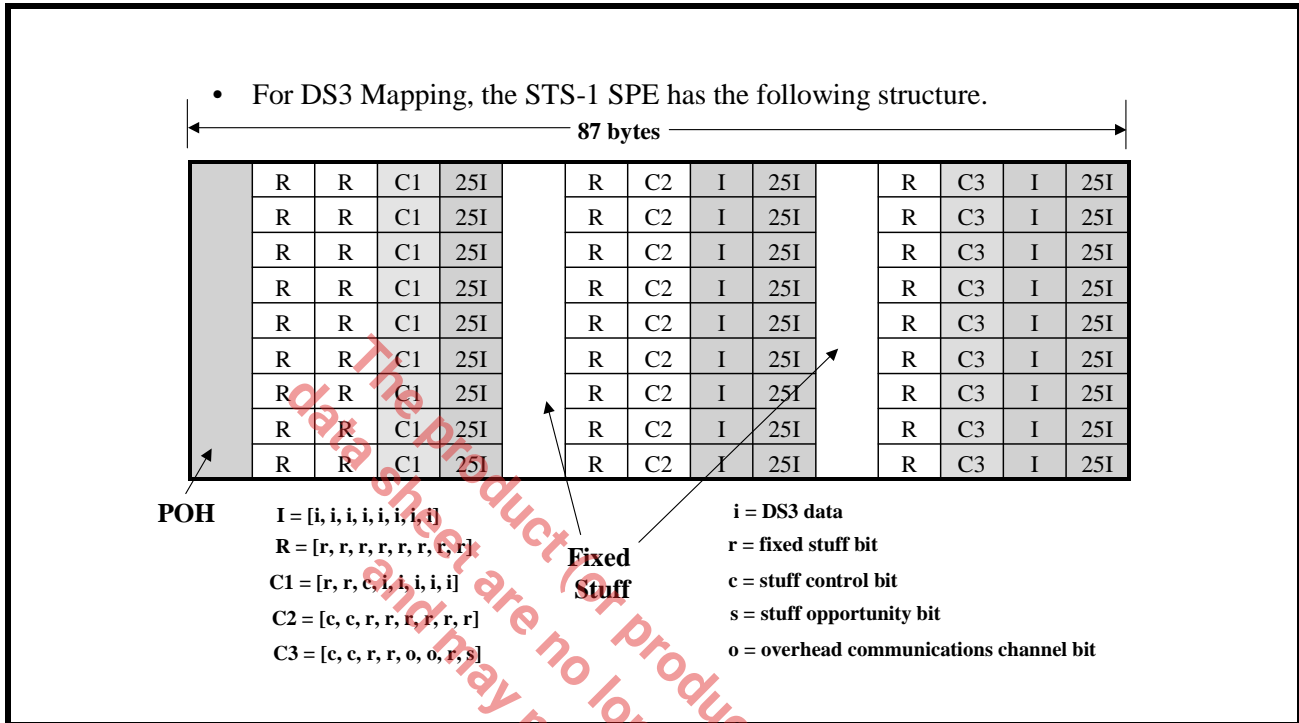 • For DS3 Mapping, the STS-1 SPE has the following structure.
87 bytes
R R C1 25I R C2 I 25I R C3 I 25I
R R C1 25I R C2 I 25I R C3 I 25I
R R C1 25I R C2 I 25I R C3 I 25I
R R C1 25I R C2 I 25I R C3 I 25I
R R C1 25I R C2 I 25I R C3 I 25I
R R C1 25I R C2 I 25I R C3 I 25I
R R C1 25I R C2 I 25I R C3 I 25I
R R C1 25I R C2 I 25I R C3 I 25I
R R C1 25I R C2 I 25I R C3 I 25I
POH
I = [i, i, i, i, i, i, i, i]
R = [r, r, r, r, r, r, r, r]
C1 = [r, r, c, i, i, i, i, i]
C2 = [c, c, r, r, r, r, r, r]
C3 = [c, c, r, r, o, o, r, s]
Fixed
Stuff
i = DS3 data
r = fixed stuff bit
c = stuff control bit
s = stuff opportunity bit
o = overhead communications channel bit
The product (or produc
data sheet are no lon
and may n